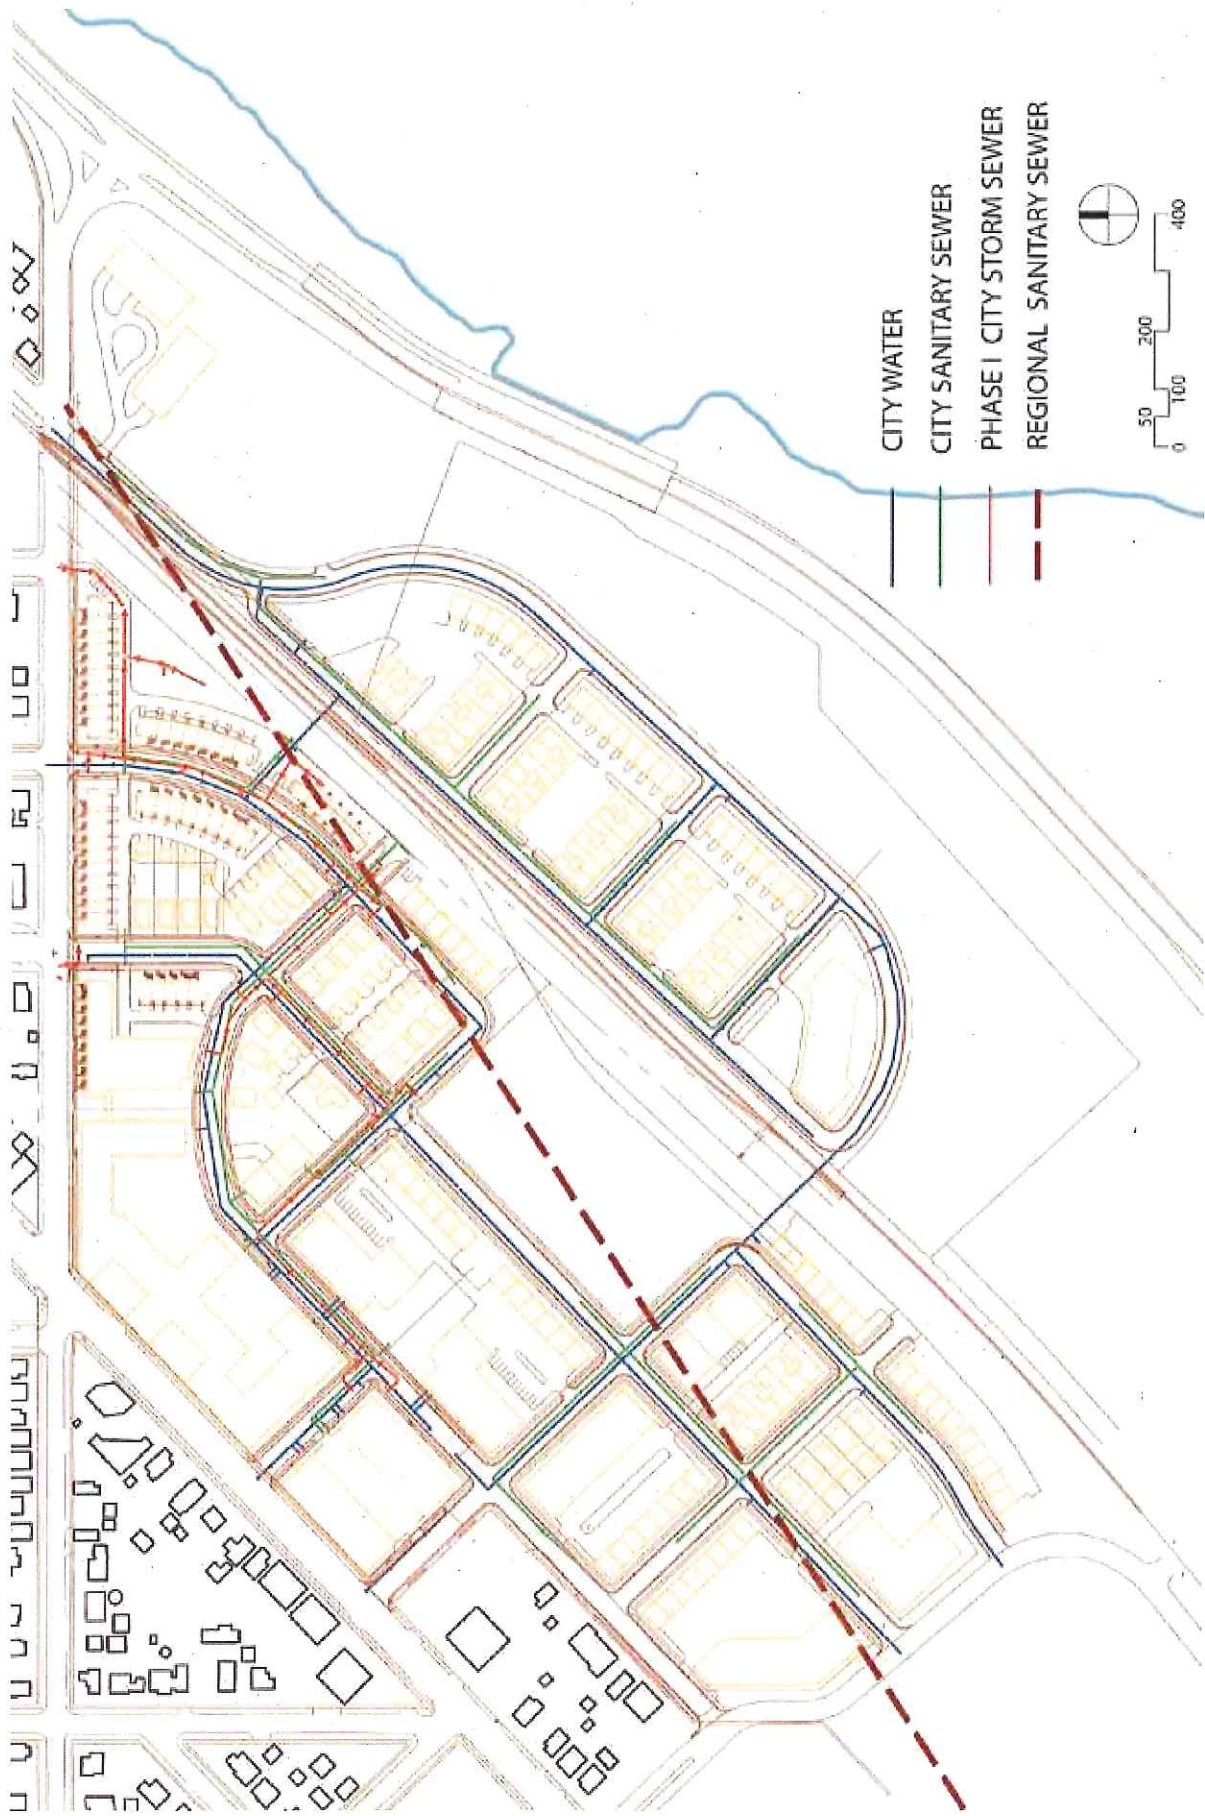 CITY WATER
CITY SANITARY SEWER
PHASE I CITY STORM SEWER
REGIONAL SANITARY SEWER
50 200
0 100 400